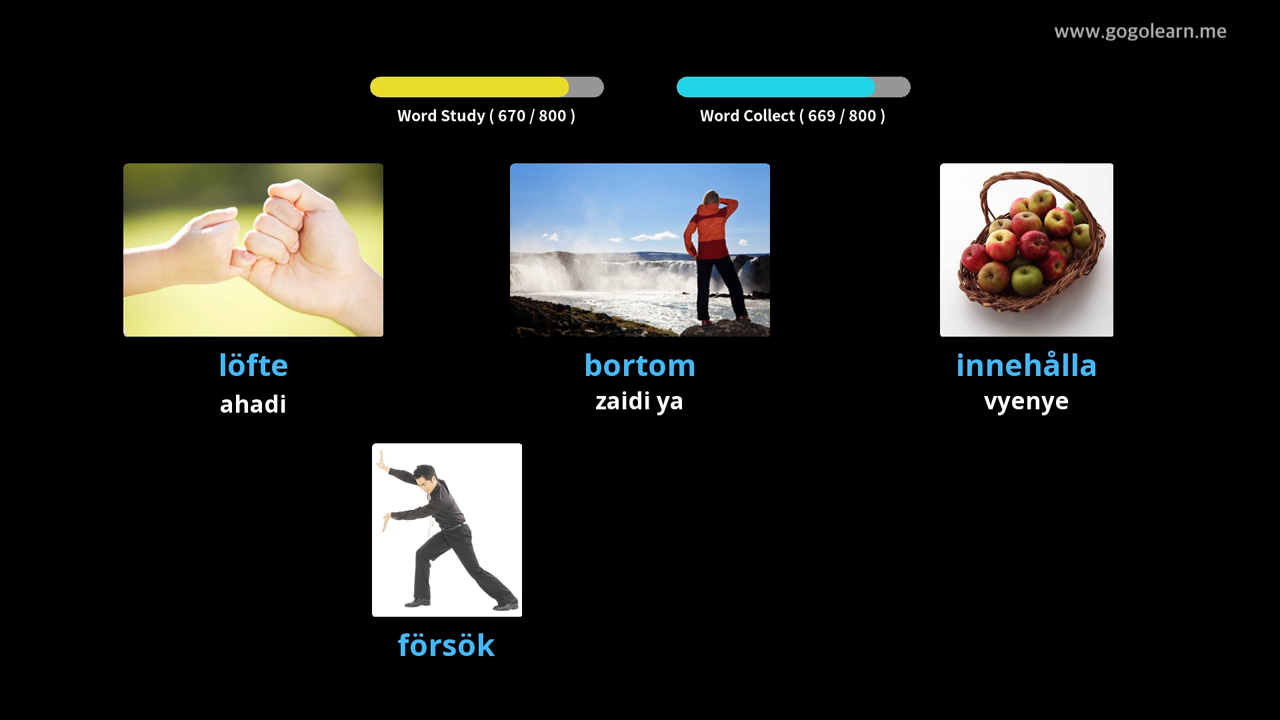 www.gogolearn.me
Word Study ( 670 / 800 )
Word Collect ( 669 / 800 )
löfte
bortom
innehålla
ahadi
zaidi ya
vyenye
försök